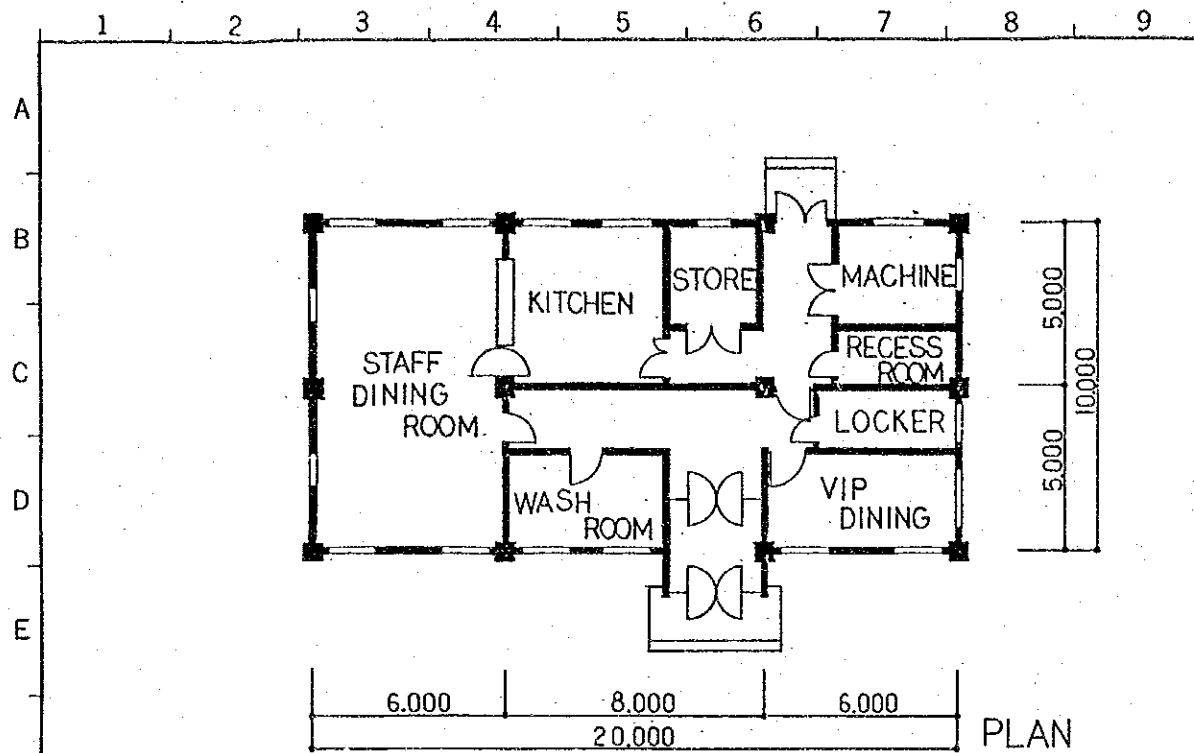 1 2 3 4 5 6 7 8 9
A
B
C
D
E
KITCHEN
STORE
MACHINE
STAFF
DINING
ROOM
RECESS
ROOM
LOCKER
WASH
ROOM
VIP
DINING
5,000
5,000
10,000
6,000
8,000
6,000
20,000
PLAN